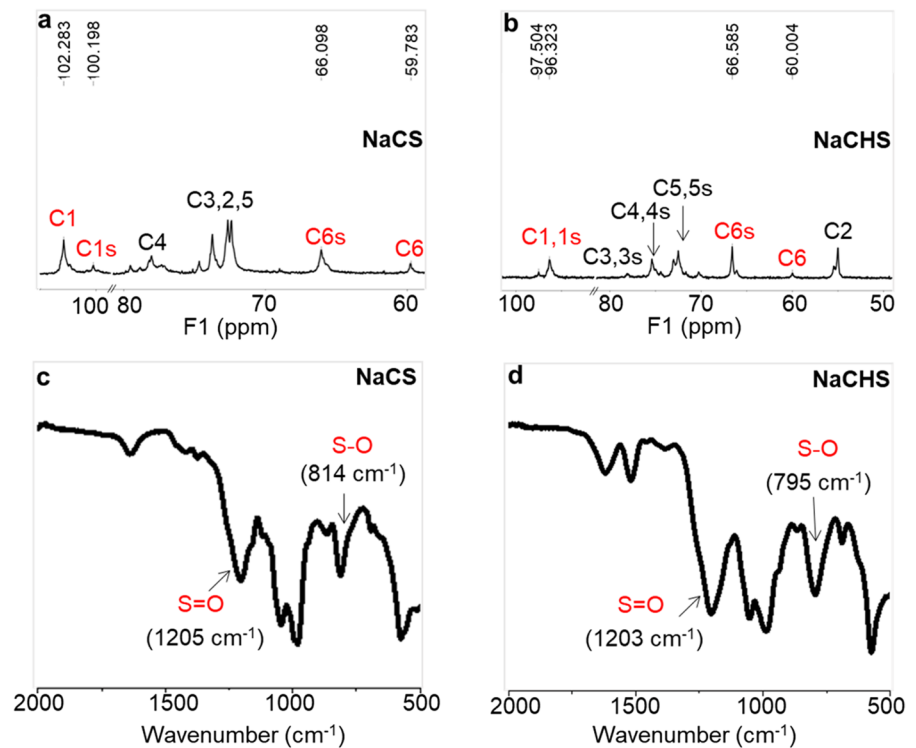 a
-102.283
-100.198
-66.098
-59.783
NaCS
C1
C1s
C4
C3,2,5
C6s
C6
100 80 70 60
F1 (ppm)
b
-97.504
-96.323
-66.585
-60.004
NaCHS
C1,1s
C3,3s
C4,4s
C5,5s
C6s
C6
C2
100 80 70 60 50
F1 (ppm)
c
NaCS
S-O
(814 cm-1)
S=O
(1205 cm-1)
2000 1500 1000 500
Wavenumber (cm-1)
d
NaCHS
S-O
(795 cm-1)
S=O
(1203 cm-1)
2000 1500 1000 500
Wavenumber (cm-1)